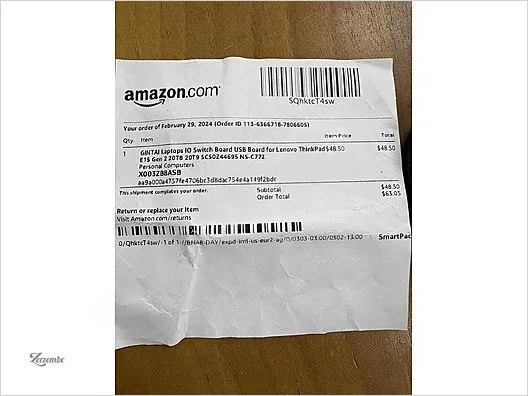 amazon.com
SQhktcT4sw
Your order of February 29, 2024 (Order ID 113-6366718-7806605)
Qty. Item Item Price Total
1 GINTAI Laptops IO Switch Board USB Board for Lenovo ThinkPad $48.50 $48.50
E15 Gen 2 20T8 20T9 5C50Z44695 NS-C772
Personal Computers
X003Z88ASB
aa9a000a4757fe4706bc3d8dac754e4a149f2bdc
This shipment completes your order.
Subtotal $48.50
Order Total $63.05
Return or replace your item
Visit Amazon.com/returns
0/QhktcT4sw/-1 of 1-//BNAB-DAY/expd-intl-us-eur2-ag/0/0303-03:00/0302-13:00 SmartPac
Zerzembe